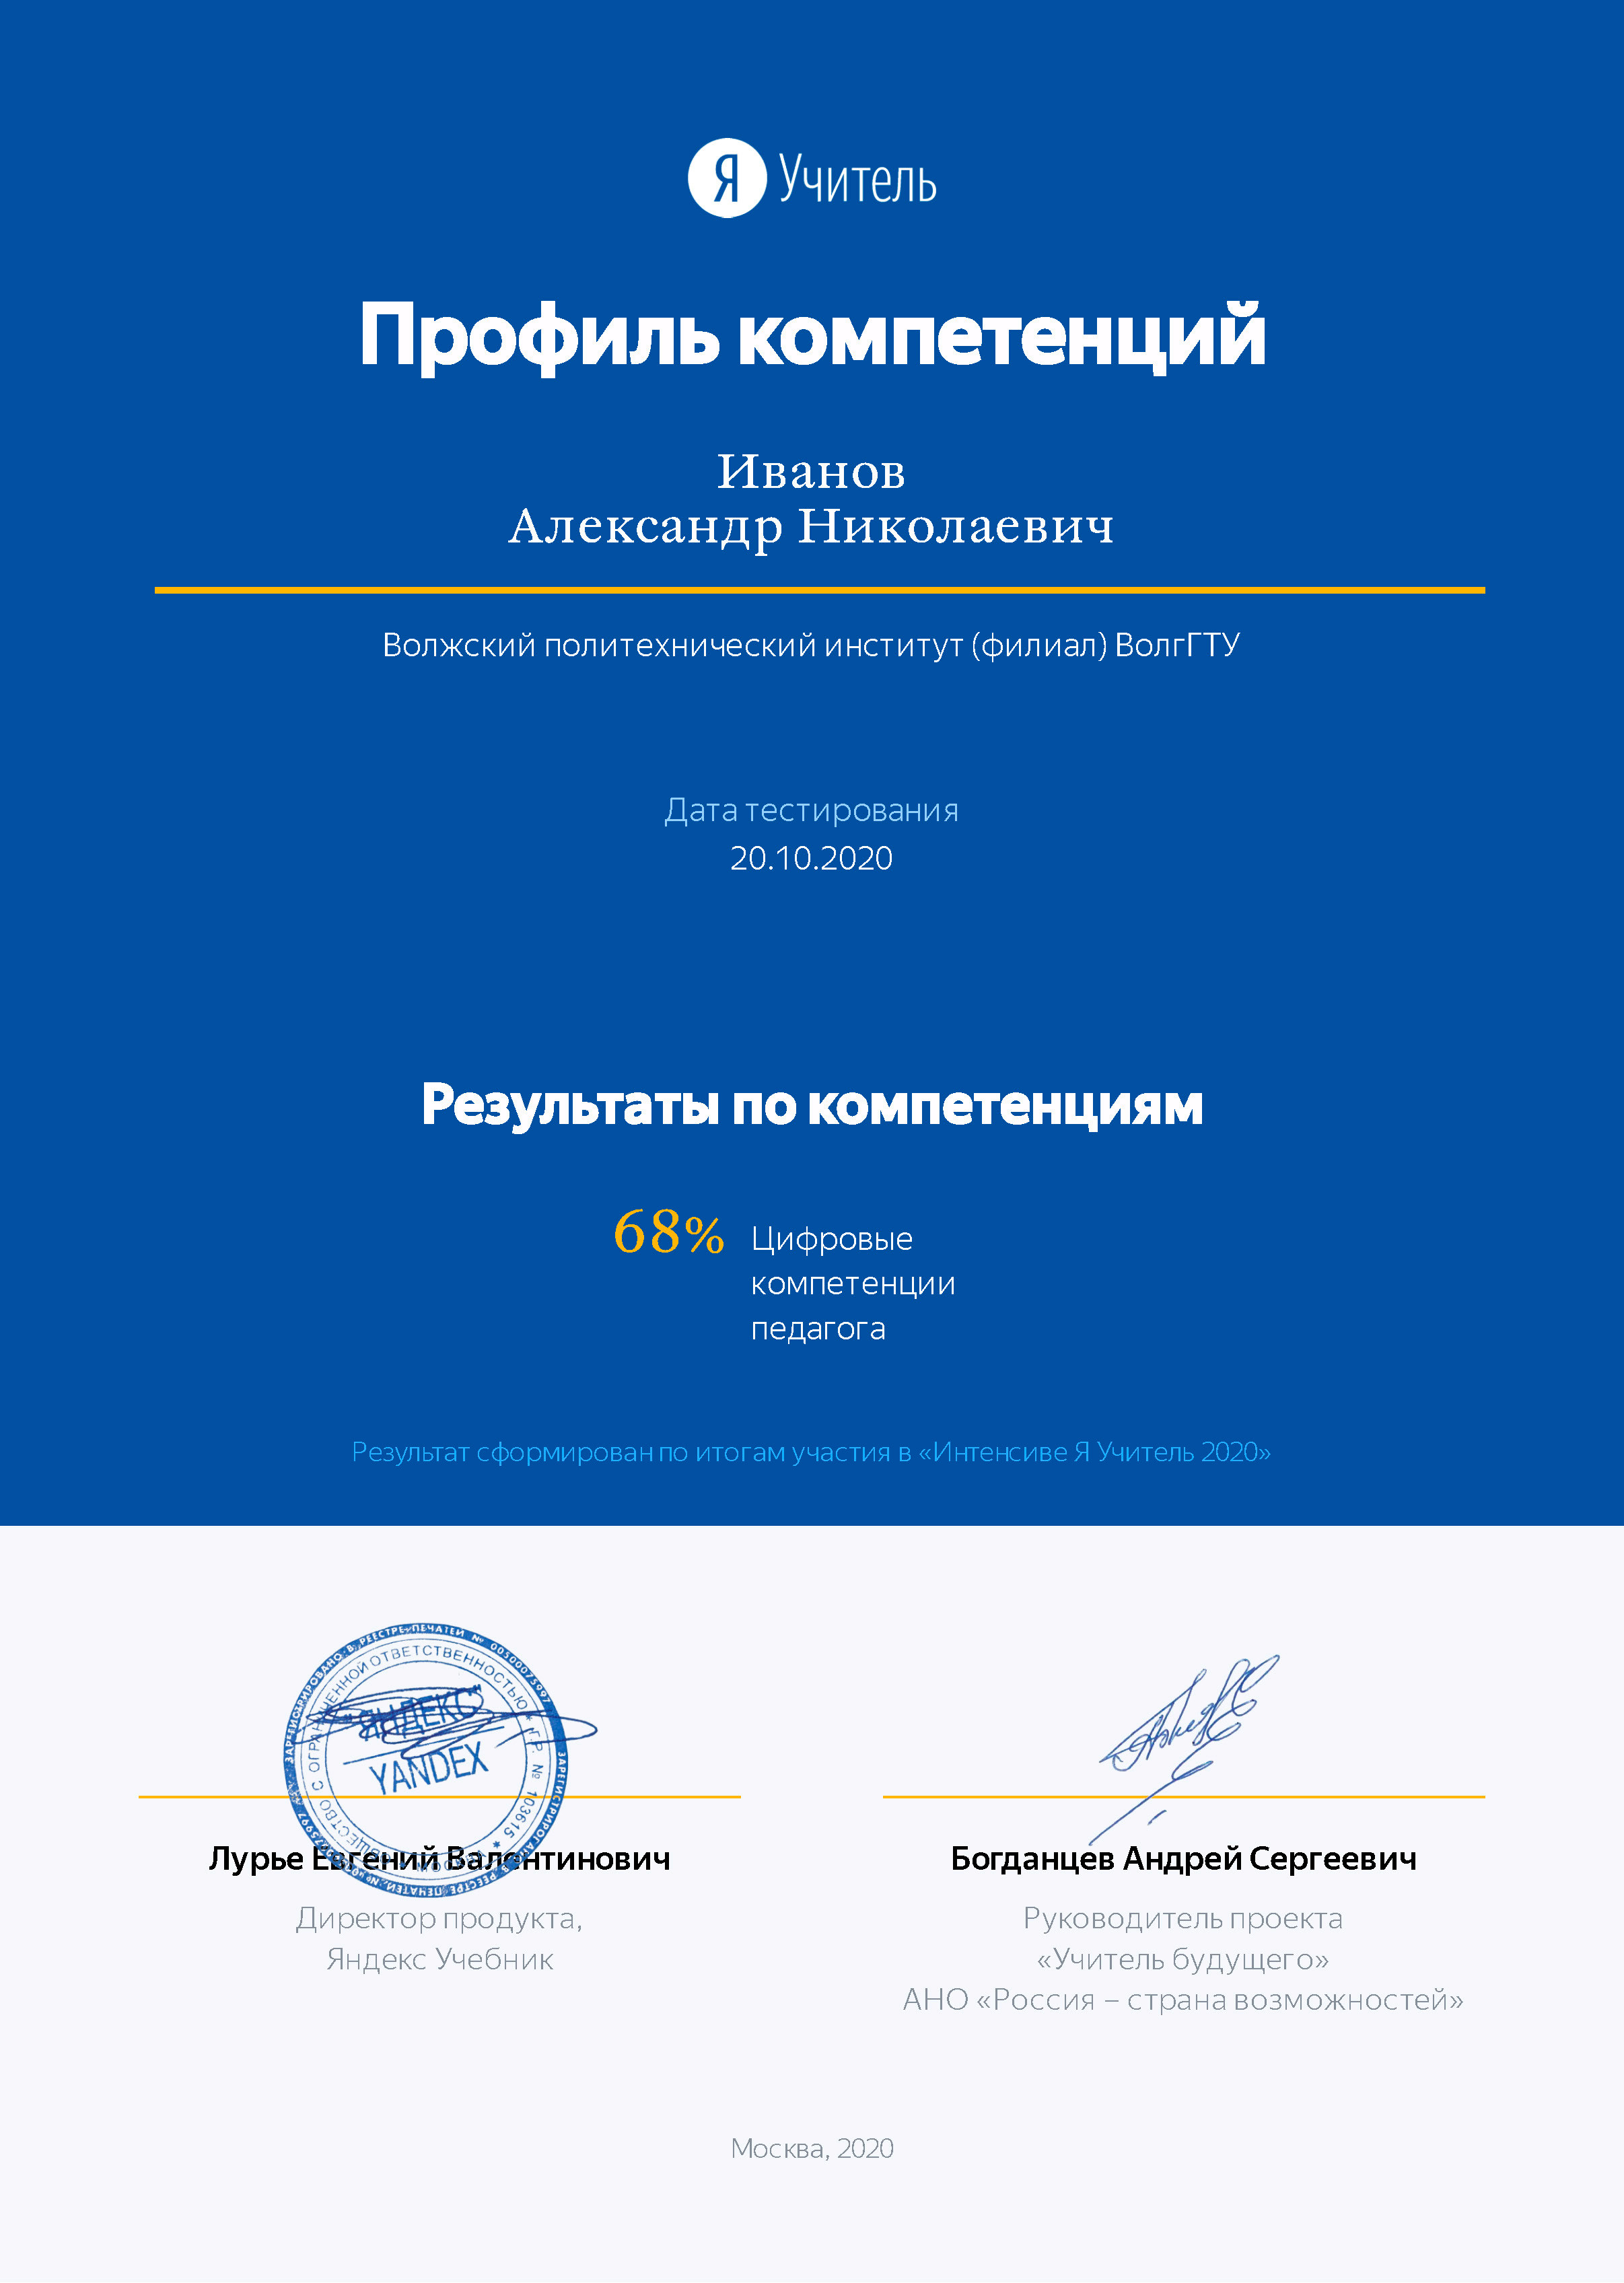 Я Учитель
Профиль компетенций
Иванов
Александр Николаевич
Волжский политехнический институт (филиал) ВолгГТУ
Дата тестирования
20.10.2020
Результаты по компетенциям
68% Цифровые
компетенции
педагога
Результат сформирован по итогам участия в «Интенсиве Я Учитель 2020»
ЗАРЕГИСТРИРОВАНО В РЕЕСТРЕ ПЕЧАТЕЙ № 00500075997
ОБЩЕСТВО С ОГРАНИЧЕННОЙ ОТВЕТСТВЕННОСТЬЮ * Г.Р. № 103615 * МОСКВА
"ЯНДЕКС"
YANDEX
Лурье Евгений Валентинович
Директор продукта,
Яндекс Учебник
Богданцев Андрей Сергеевич
Руководитель проекта
«Учитель будущего»
АНО «Россия – страна возможностей»
Москва, 2020